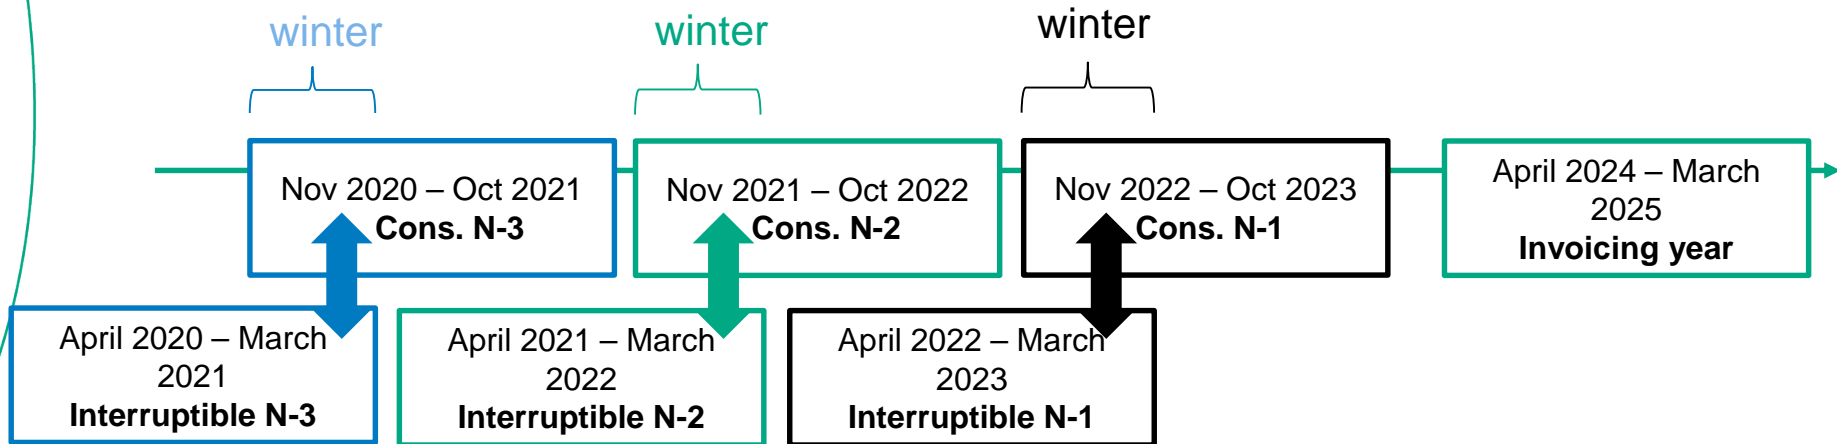 winter
winter
winter
Nov 2020 – Oct 2021
Cons. N-3
Nov 2021 – Oct 2022
Cons. N-2
Nov 2022 – Oct 2023
Cons. N-1
April 2024 – March
2025
Invoicing year
April 2020 – March
2021
Interruptible N-3
April 2021 – March
2022
Interruptible N-2
April 2022 – March
2023
Interruptible N-1